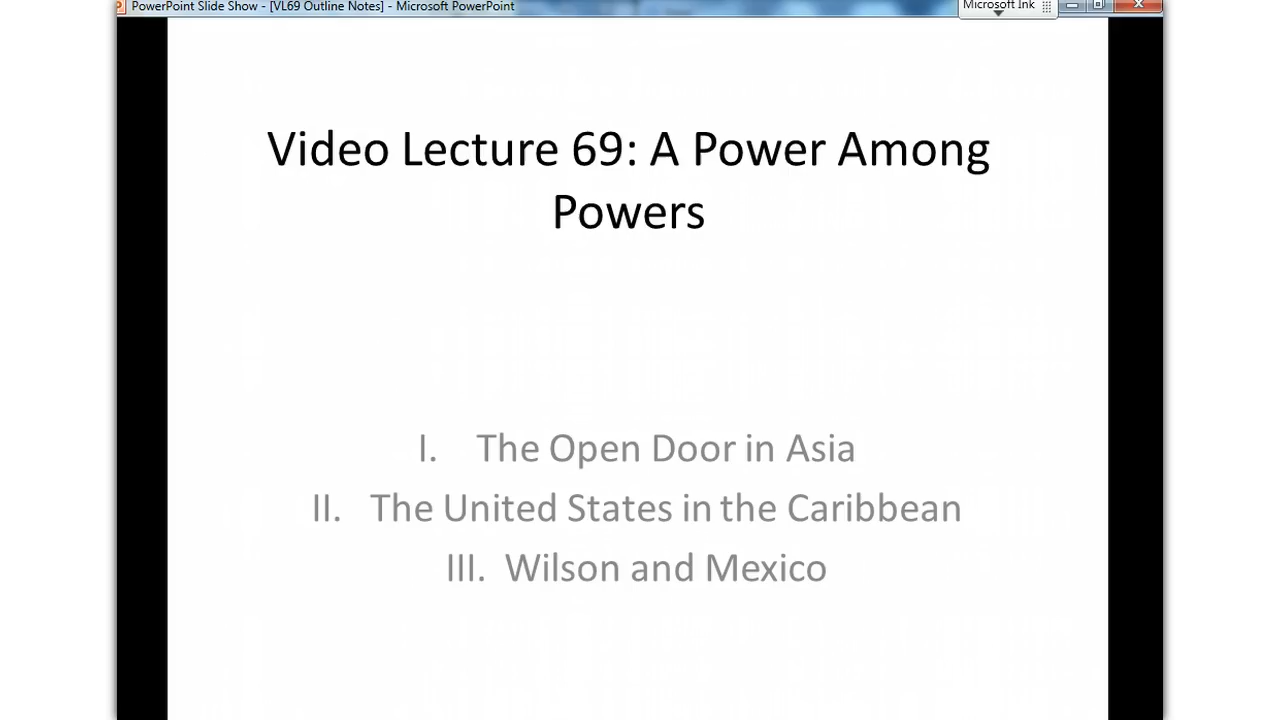 PowerPoint Slide Show - [VL69 Outline Notes] - Microsoft PowerPoint
Microsoft Ink
Video Lecture 69: A Power Among
Powers
I. The Open Door in Asia
II. The United States in the Caribbean
III. Wilson and Mexico